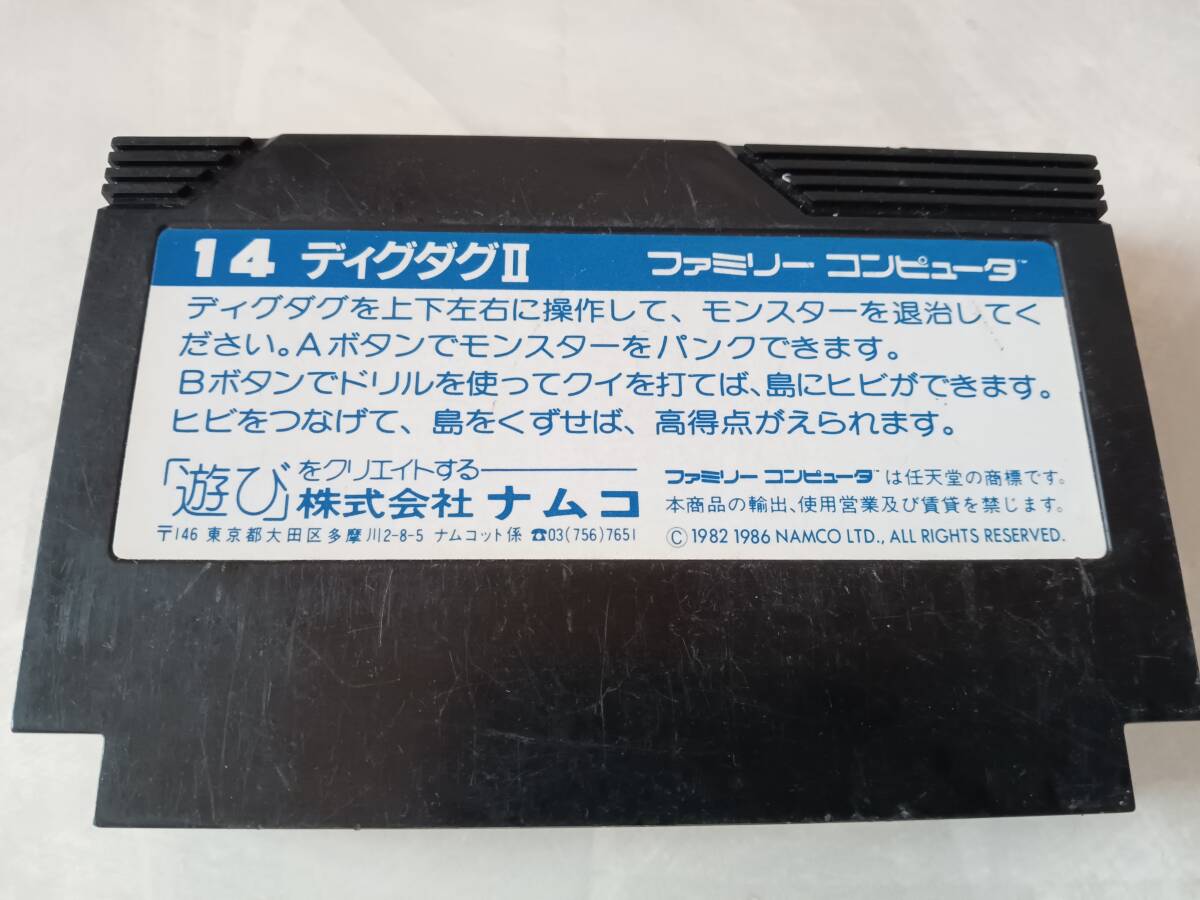 14 ディグダグⅡ ファミリー コンピュータ™
ディグダグを上下左右に操作して、モンスターを退治してく
ださい。Aボタンでモンスターをパンクできます。
Bボタンでドリルを使ってクイを打てば、島にヒビができます。
ヒビをつなげて、島をくずせば、高得点がえられます。
「遊び」をクリエイトする
株式会社 ナムコ
〒146 東京都大田区多摩川2-8-5 ナムコット係 ☎03(756)7651
ファミリー コンピュータ™は任天堂の商標です。
本商品の輸出、使用営業及び賃貸を禁じます。
© 1982 1986 NAMCO LTD., ALL RIGHTS RESERVED.